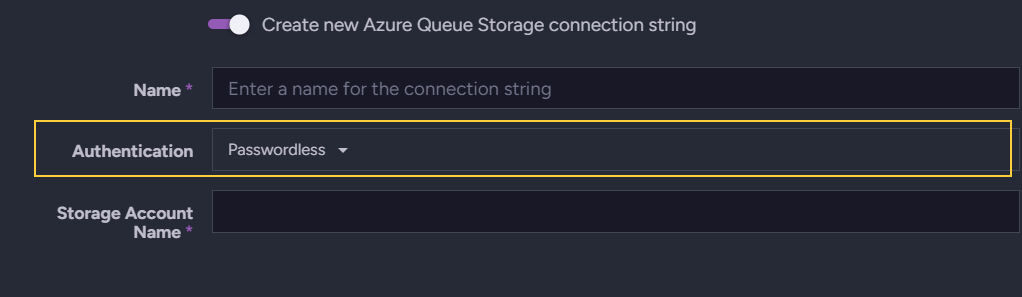 Create new Azure Queue Storage connection string
Name *
Enter a name for the connection string
Authentication
Passwordless
Storage Account
Name *